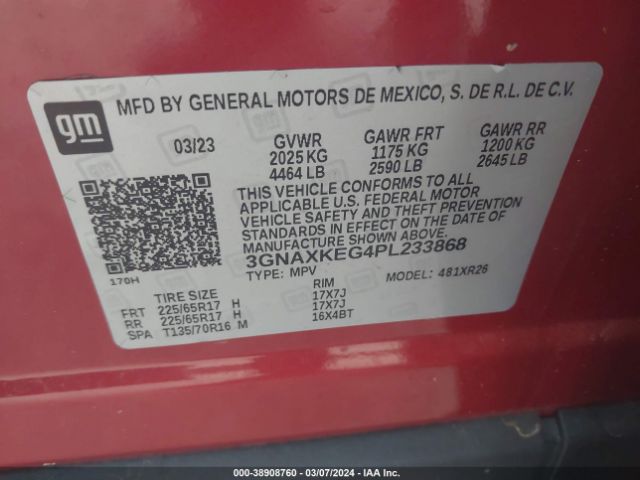 gm
MFD BY GENERAL MOTORS DE MEXICO, S. DE R.L. DE C.V.
03/23 GVWR GAWR FRT GAWR RR
2025 KG 1175 KG 1200 KG
4464 LB 2590 LB 2645 LB
THIS VEHICLE CONFORMS TO ALL
APPLICABLE U.S. FEDERAL MOTOR
VEHICLE SAFETY AND THEFT PREVENTION
STANDARDS IN EFFECT ON THE DATE OF
MANUFACTURE SHOWN ABOVE.
3GNAXKEG4PL233868
170H TYPE: MPV MODEL: 481XR26
TIRE SIZE RIM
FRT 225/65R17 H 17X7J
RR 225/65R17 H 17X7J
SPA T135/70R16 M 16X4BT
000-38908760 - 03/07/2024 - IAA Inc.